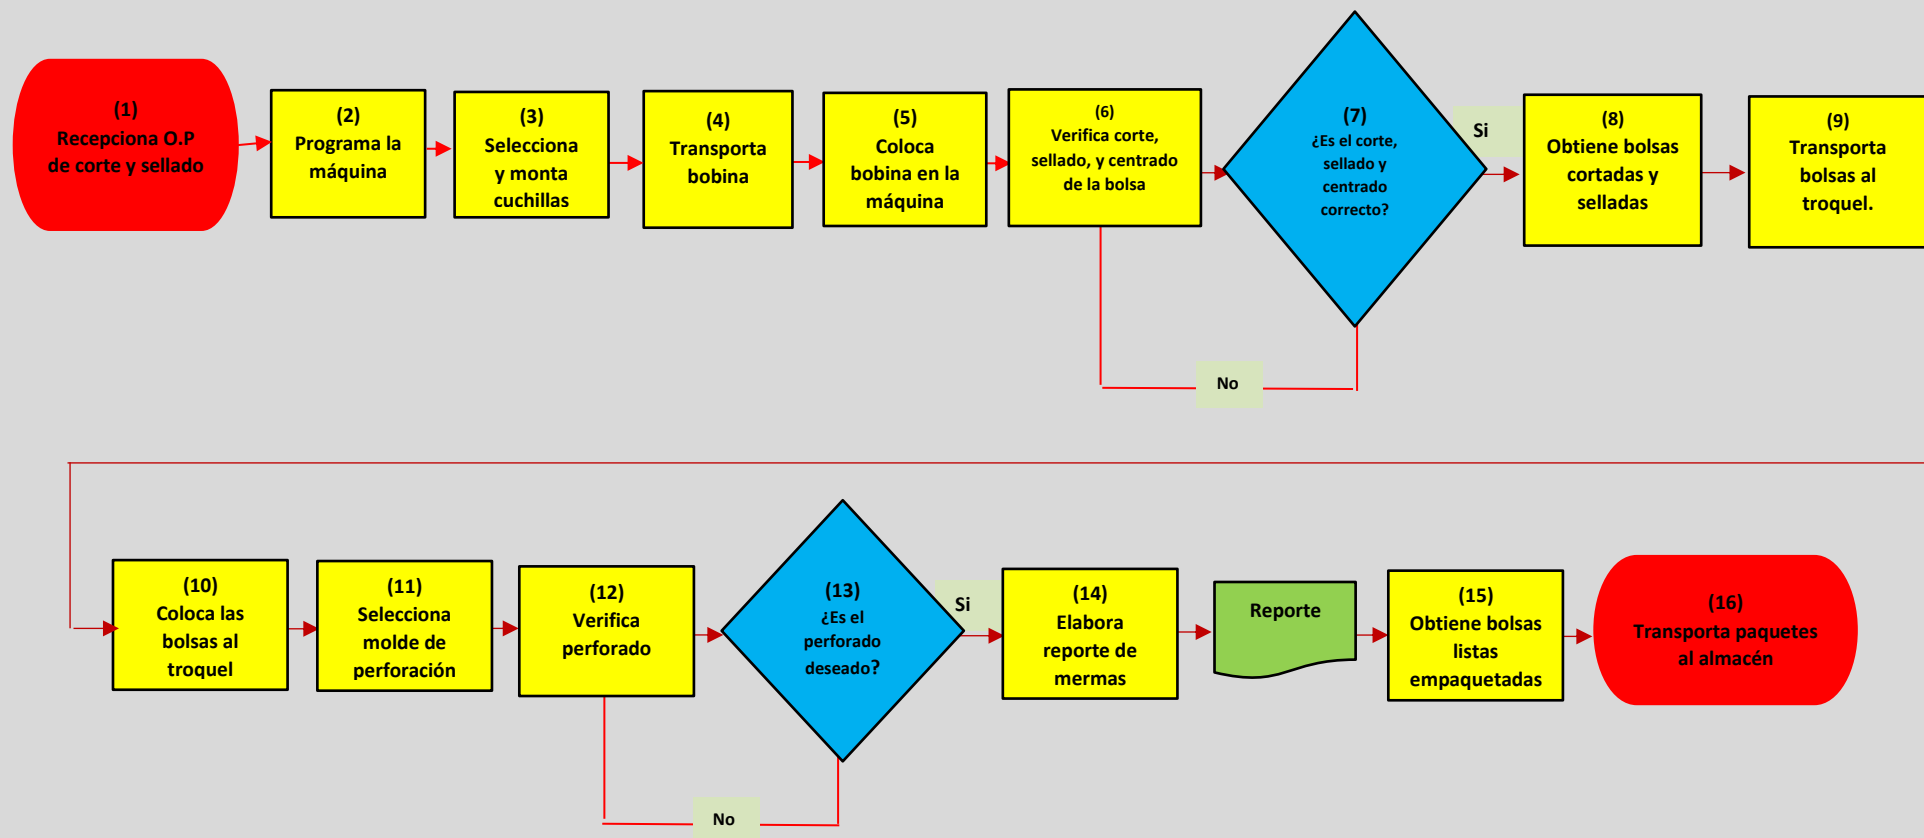 (1)
Recepciona O.P
de corte y sellado
(2)
Programa la
máquina
(3)
Selecciona
y monta
cuchillas
(4)
Transporta
bobina
(5)
Coloca
bobina en la
máquina
(6)
Verifica corte,
sellado, y centrado
de la bolsa
(7)
¿Es el corte,
sellado y
centrado
correcto?
Si
No
(8)
Obtiene bolsas
cortadas y
selladas
(9)
Transporta
bolsas al
troquel.
(10)
Coloca las
bolsas al
troquel
(11)
Selecciona
molde de
perforación
(12)
Verifica
perforado
(13)
¿Es el
perforado
deseado?
Si
No
(14)
Elabora
reporte de
mermas
Reporte
(15)
Obtiene bolsas
listas
empaquetadas
(16)
Transporta paquetes
al almacén